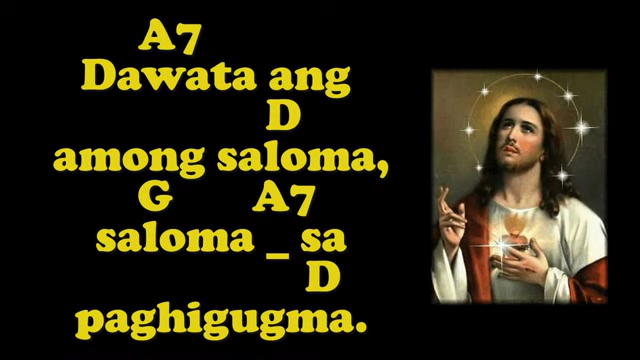 A7
Dawata ang
D
among saloma,
G A7
saloma _ sa
D
paghigugma.